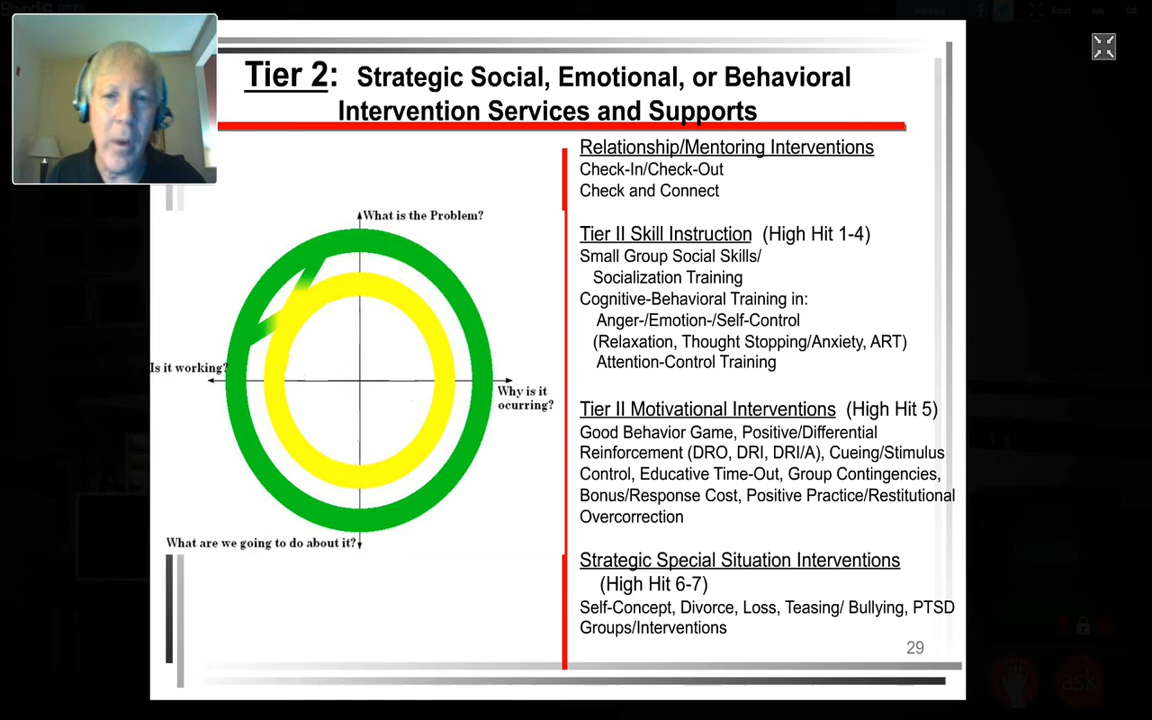 Tier 2: Strategic Social, Emotional, or Behavioral
Intervention Services and Supports
What is the Problem?
Is it working?
Why is it
ocurring?
What are we going to do about it?
Relationship/Mentoring Interventions
Check-In/Check-Out
Check and Connect
Tier II Skill Instruction (High Hit 1-4)
Small Group Social Skills/
Socialization Training
Cognitive-Behavioral Training in:
Anger-/Emotion-/Self-Control
(Relaxation, Thought Stopping/Anxiety, ART)
Attention-Control Training
Tier II Motivational Interventions (High Hit 5)
Good Behavior Game, Positive/Differential
Reinforcement (DRO, DRI, DRI/A), Cueing/Stimulus
Control, Educative Time-Out, Group Contingencies,
Bonus/Response Cost, Positive Practice/Restitutional
Overcorrection
Strategic Special Situation Interventions
(High Hit 6-7)
Self-Concept, Divorce, Loss, Teasing/ Bullying, PTSD
Groups/Interventions
29
ask